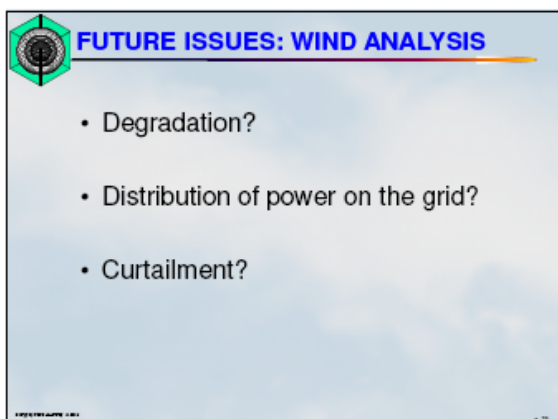 FUTURE ISSUES: WIND ANALYSIS
• Degradation?
• Distribution of power on the grid?
• Curtailment?